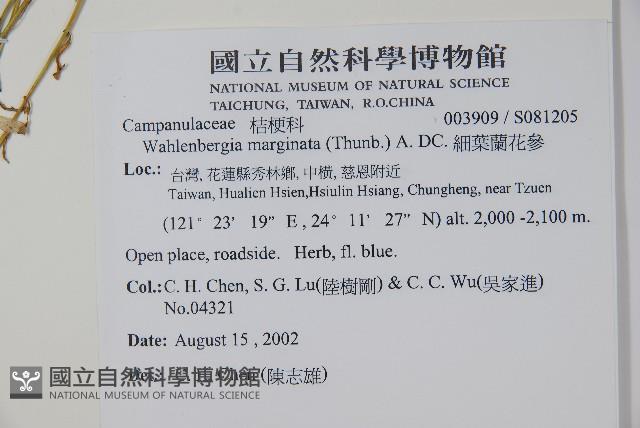 國立自然科學博物館
NATIONAL MUSEUM OF NATURAL SCIENCE
TAICHUNG, TAIWAN, R.O.CHINA
Campanulaceae 桔梗科 003909 / S081205
Wahlenbergia marginata (Thunb.) A. DC. 細葉蘭花參
Loc.: 台灣, 花蓮縣秀林鄉, 中橫, 慈恩附近
Taiwan, Hualien Hsien,Hsiulin Hsiang, Chungheng, near Tzuen
(121° 23' 19" E , 24° 11' 27" N) alt. 2,000 -2,100 m.
Open place, roadside. Herb, fl. blue.
Col.: C. H. Chen, S. G. Lu(陸樹剛) & C. C. Wu(吳家進)
No.04321
Date: August 15 , 2002
(陳志雄)
國立自然科學博物館
NATIONAL MUSEUM OF NATURAL SCIENCE